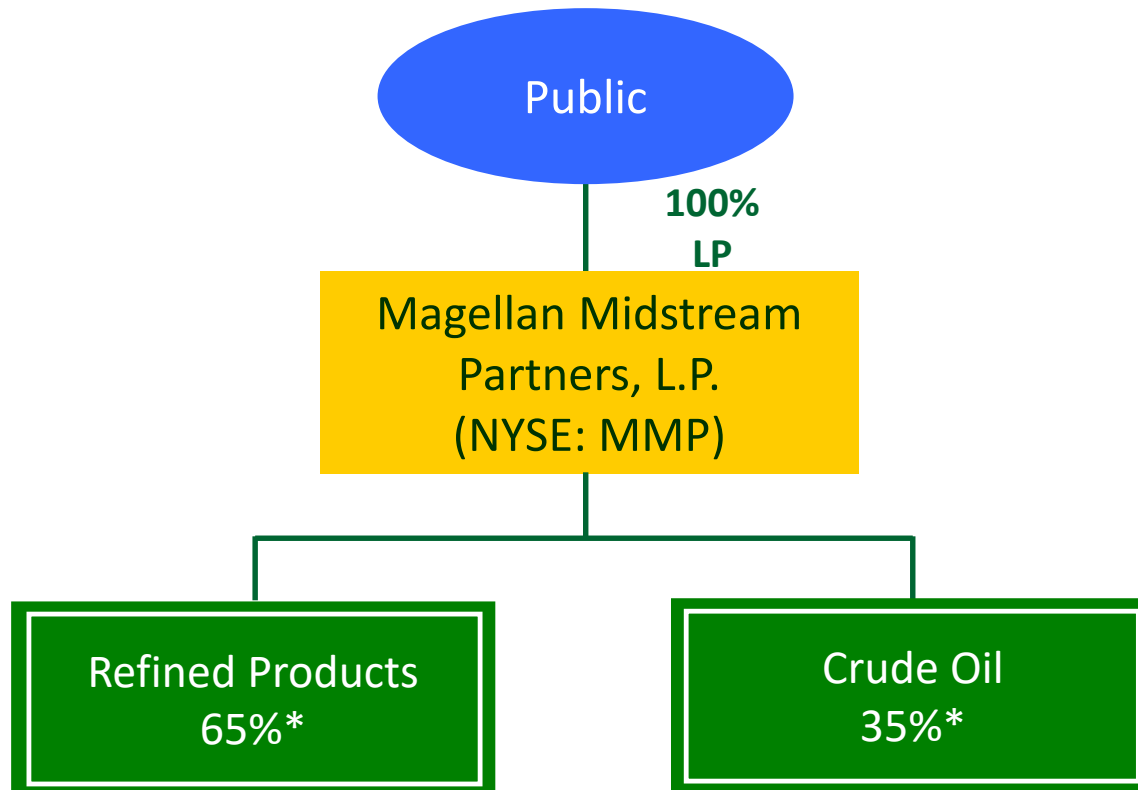 Public
100%
LP
Magellan Midstream
Partners, L.P.
(NYSE: MMP)
Refined Products
65%*
Crude Oil
35%*